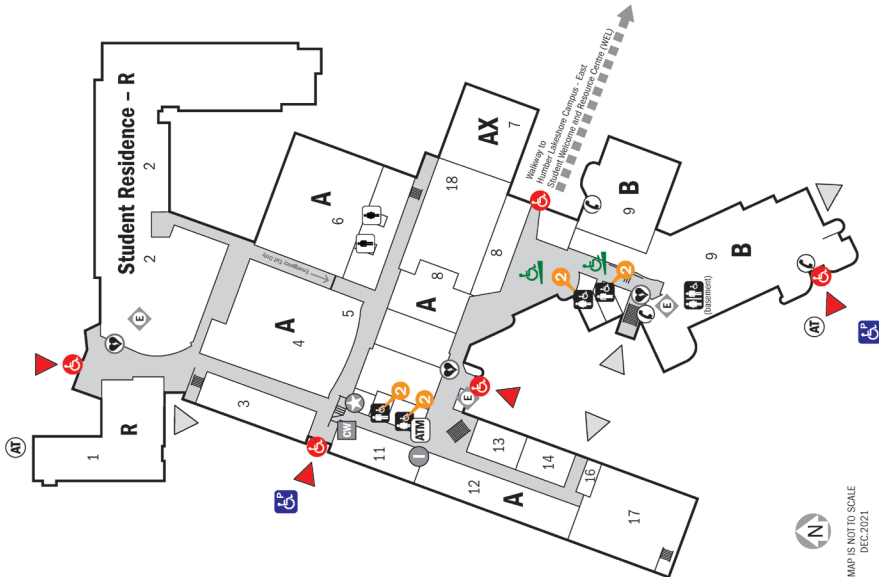 Student Residence – R
2
2
E
R
1
AT
3
A
4
5
A
6
Emergency Exit Only
AX
7
18
8
8
A
Walkway to
Humber Lakeshore Campus - East
Student Welcome and Resource Centre (WEL)
B
9
9
B
2
2
E
(basement)
AT
P
P
CW
2
2
ATM
I
E
11
12
A
13
14
16
17
N
MAP IS NOT TO SCALE
DEC.2021